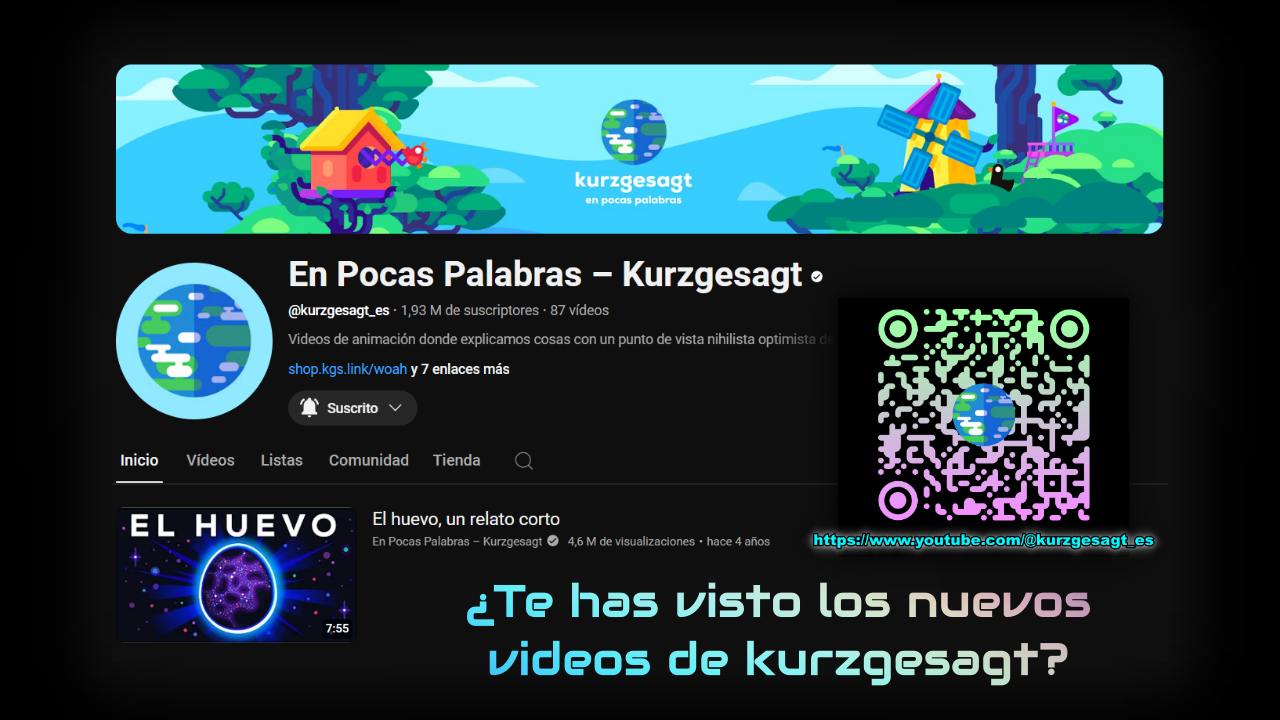 kurzgesagt
en pocas palabras
En Pocas Palabras – Kurzgesagt
@kurzgesagt_es · 1,93 M de suscriptores · 87 vídeos
Videos de animación donde explicamos cosas con un punto de vista nihilista optimista de
shop.kgs.link/woah y 7 enlaces más
Suscrito
Inicio Vídeos Listas Comunidad Tienda
EL HUEVO
7:55
El huevo, un relato corto
En Pocas Palabras – Kurzgesagt 4,6 M de visualizaciones · hace 4 años
https://www.youtube.com/@kurzgesagt_es
¿Te has visto los nuevos
videos de kurzgesagt?